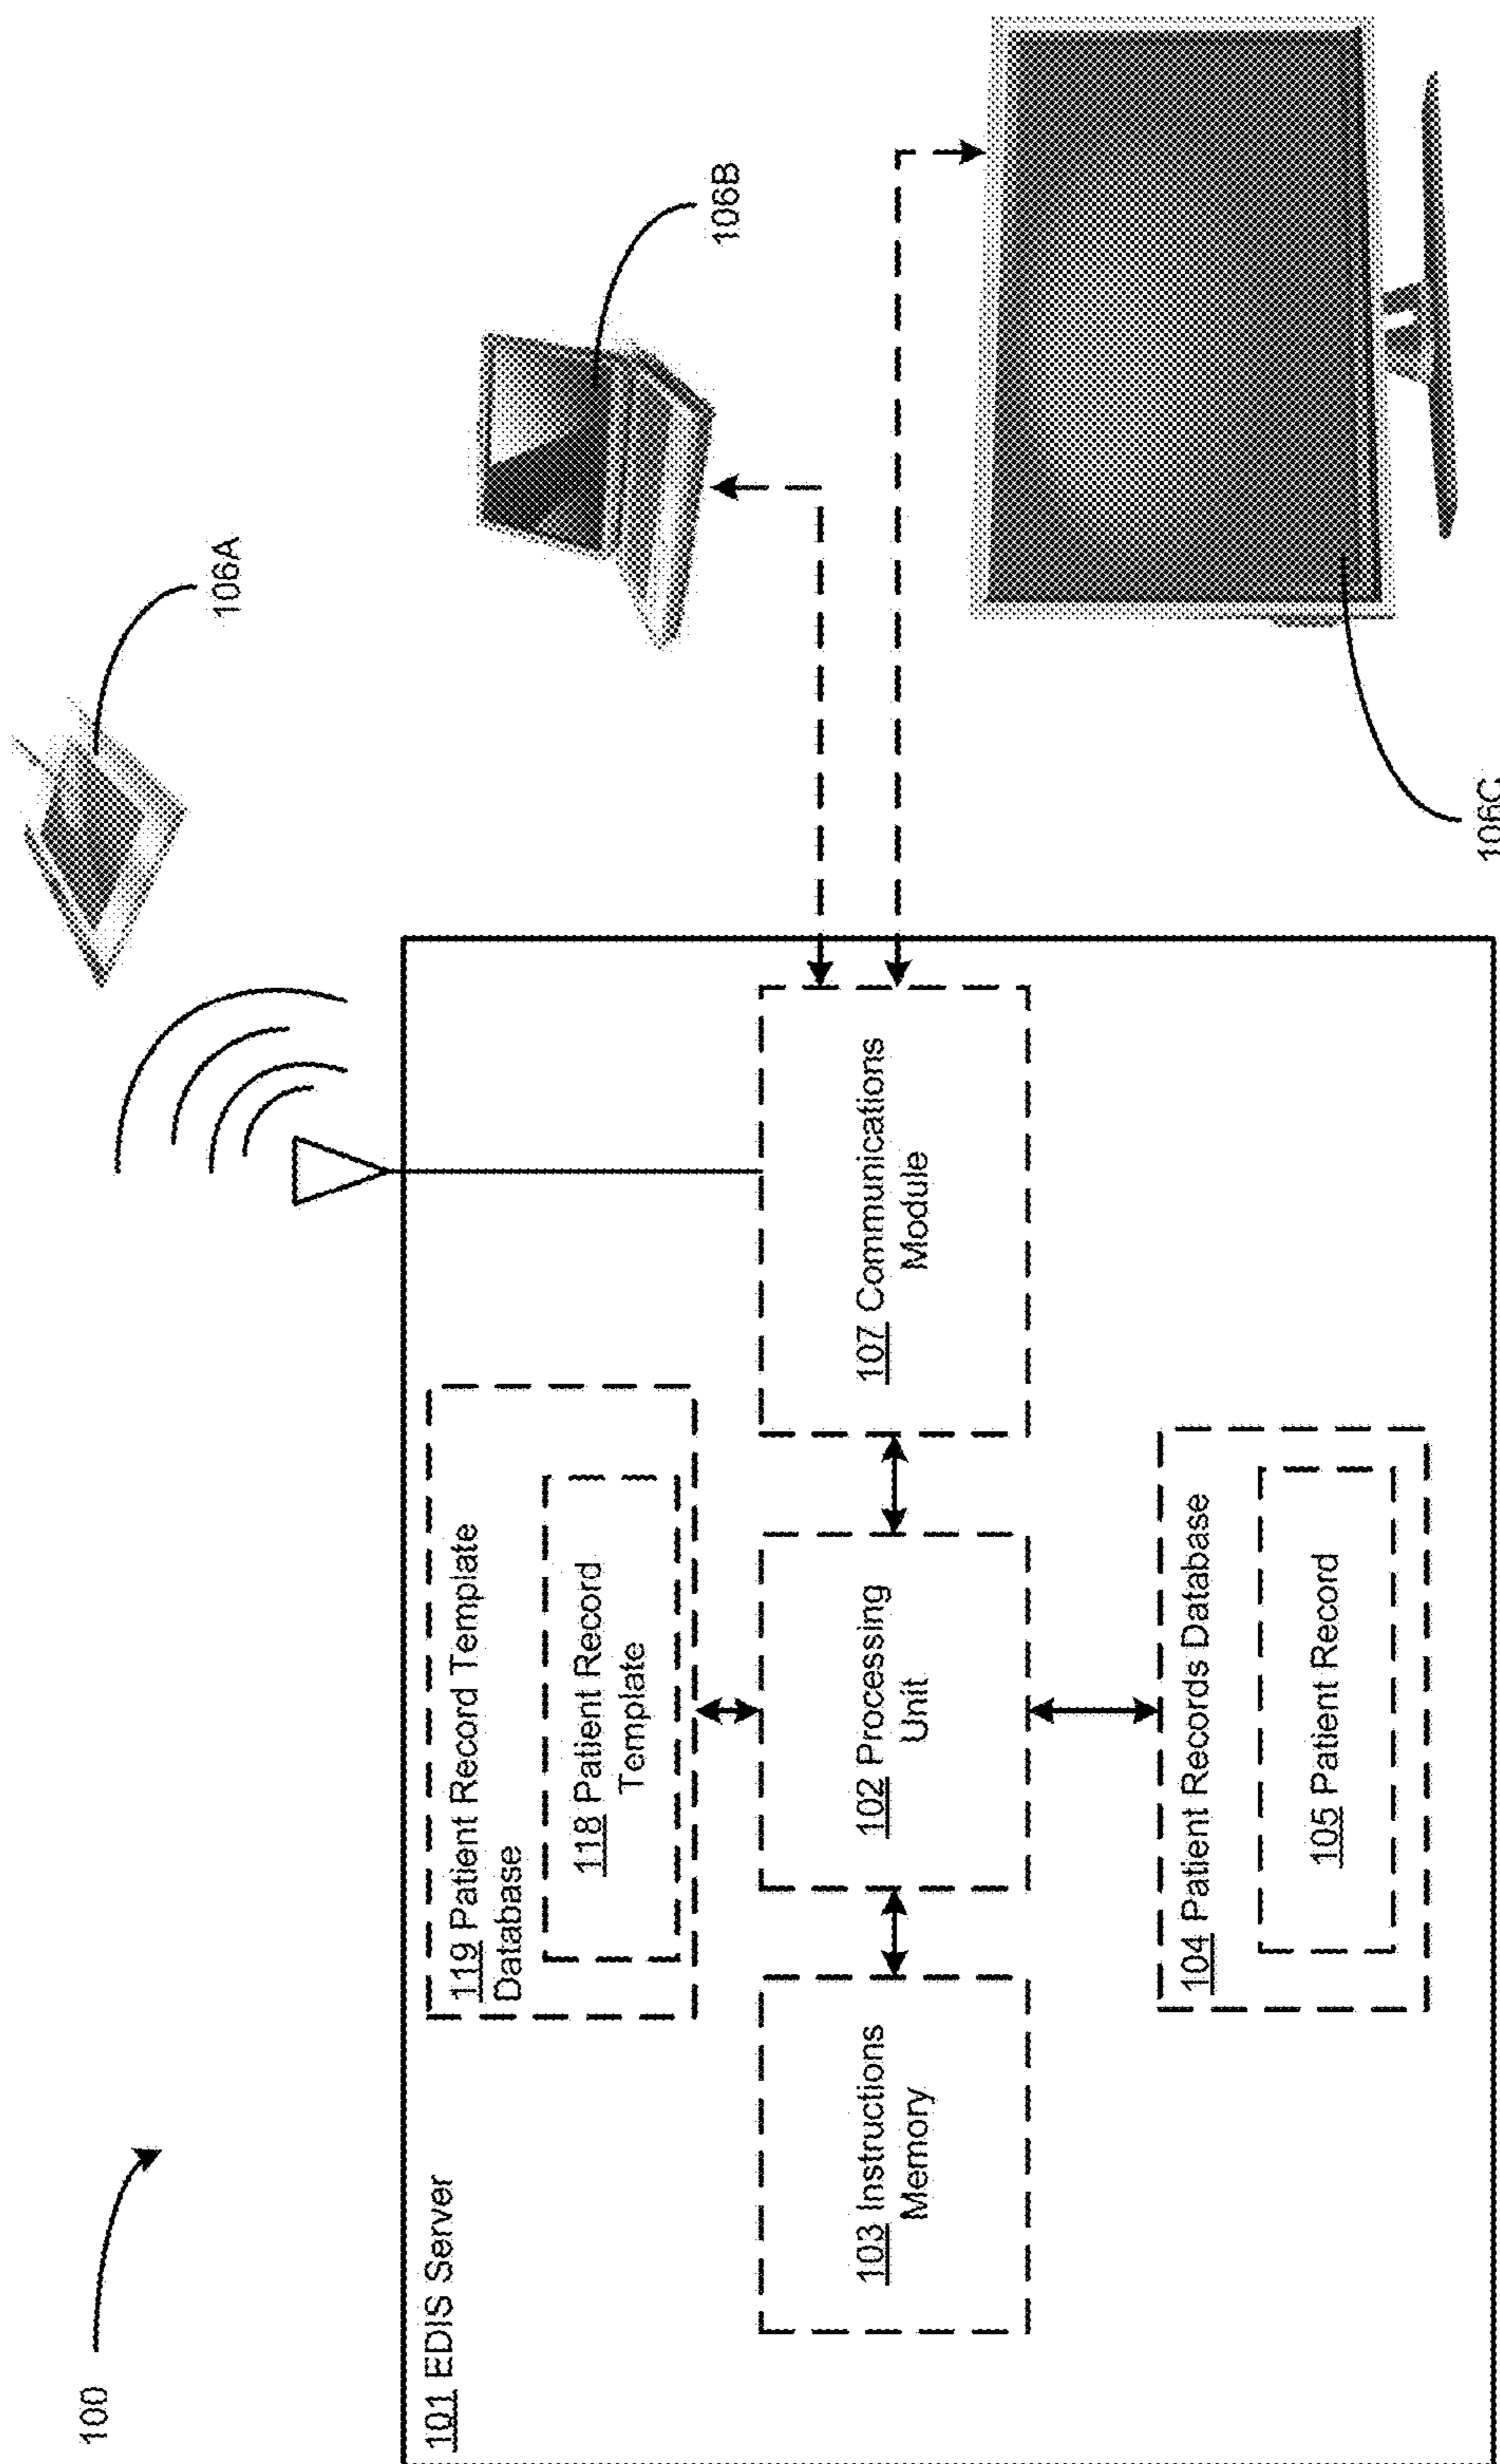 100
106A
101 EDIS Server
119 Patient Record Template
Database
118 Patient Record
Template
106B
103 Instructions
Memory
102 Processing
Unit
107 Communications
Module
104 Patient Records Database
105 Patient Record
106C